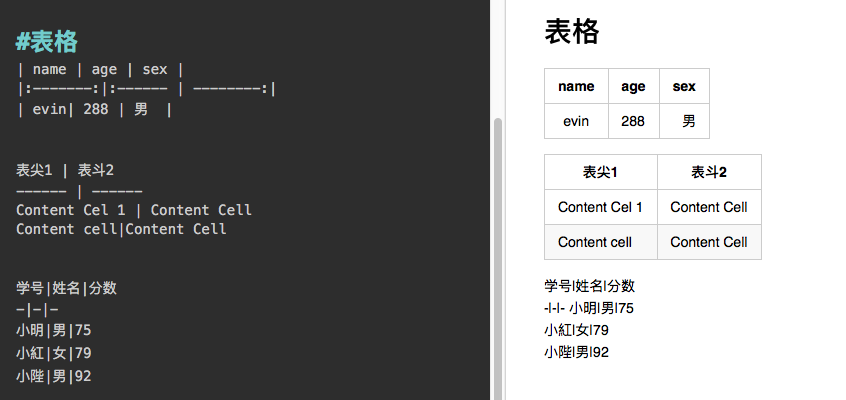 #表格
| name | age | sex |
|:-------:|:------ | --------:|
| evin| 288 | 男  |
表尖1 | 表斗2
------ | ------
Content Cel 1 | Content Cell
Content cell|Content Cell
学号|姓名|分数
-|-|-
小明|男|75
小紅|女|79
小陛|男|92
表格
name age sex
evin 288 男
表尖1 表斗2
Content Cel 1 Content Cell
Content cell Content Cell
学号|姓名|分数
-|-|- 小明|男|75
小紅|女|79
小陛|男|92